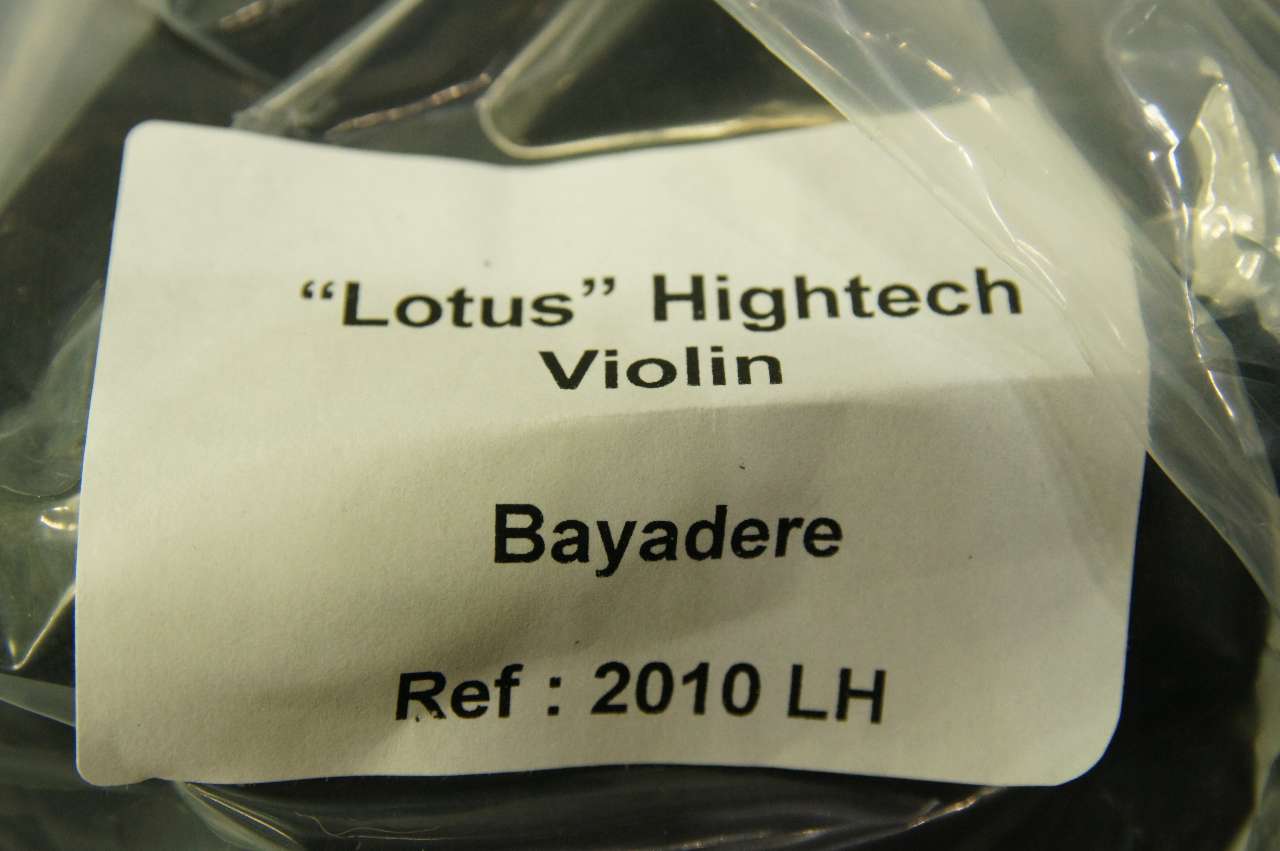 “Lotus” Hightech
Violin
Bayadere
Ref : 2010 LH